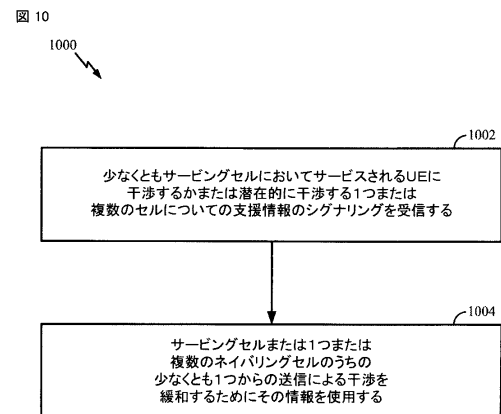 図 10
1000
1002
少なくともサービングセルにおいてサービスされるUEに
干渉するかまたは潜在的に干渉する1つまたは
複数のセルについての支援情報のシグナリングを受信する
1004
サービングセルまたは1つまたは
複数のネイバリングセルのうちの
少なくとも1つからの送信による干渉を
緩和するためにその情報を使用する